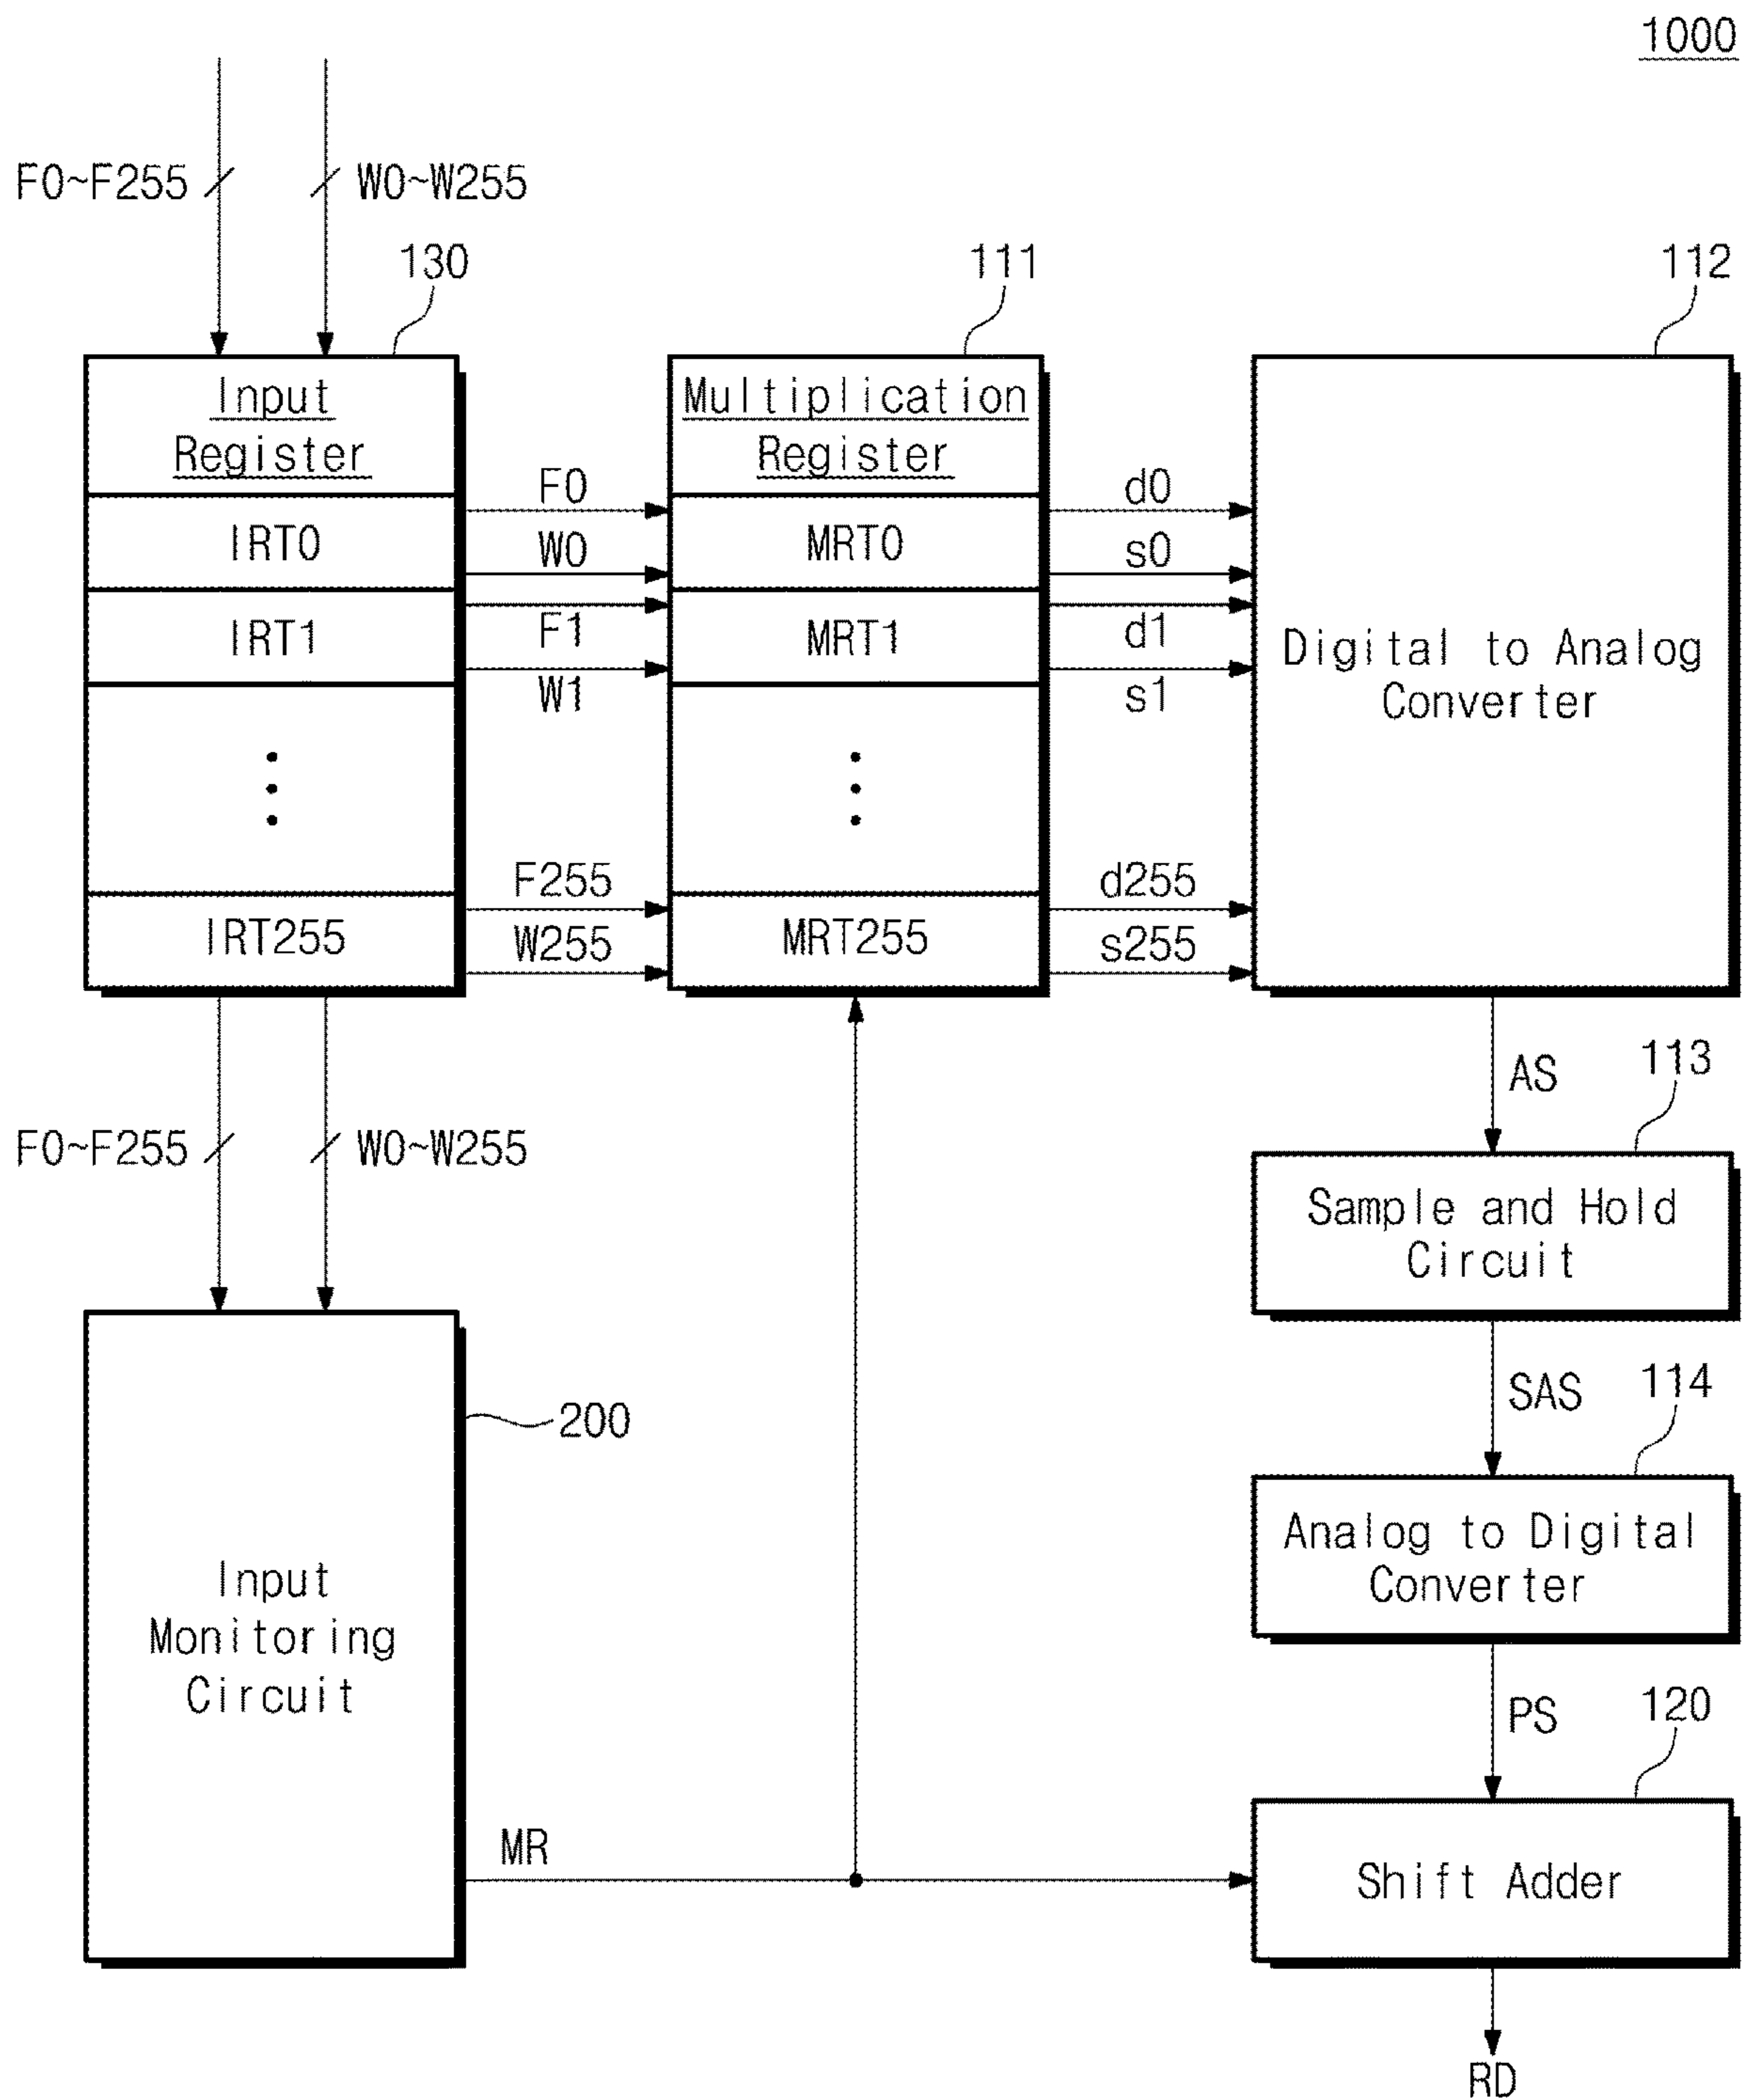 1000
F0~F255
W0~W255
130
111
112
Input
Register
Multiplication
Register
F0
d0
IRT0
W0
MRT0
s0
IRT1
F1
MRT1
d1
W1
s1
Digital to Analog
Converter
F255
d255
IRT255
W255
MRT255
s255
AS
113
F0~F255
W0~W255
Sample and Hold
Circuit
SAS
114
200
Analog to Digital
Converter
Input
Monitoring
Circuit
PS
120
MR
Shift Adder
RD